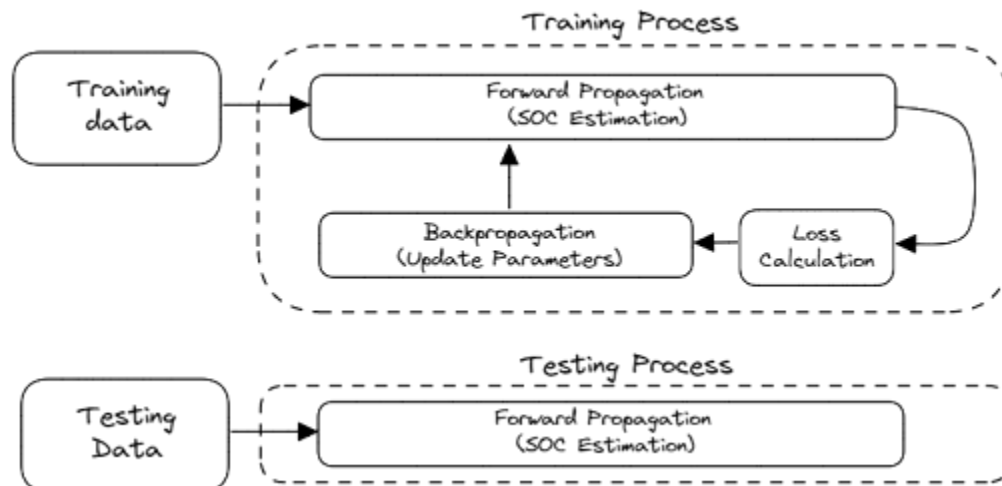 Training Process
Training
data
Forward Propagation
(SOC Estimation)
Backpropagation
(Update Parameters)
Loss
Calculation
Testing Process
Testing
Data
Forward Propagation
(SOC Estimation)